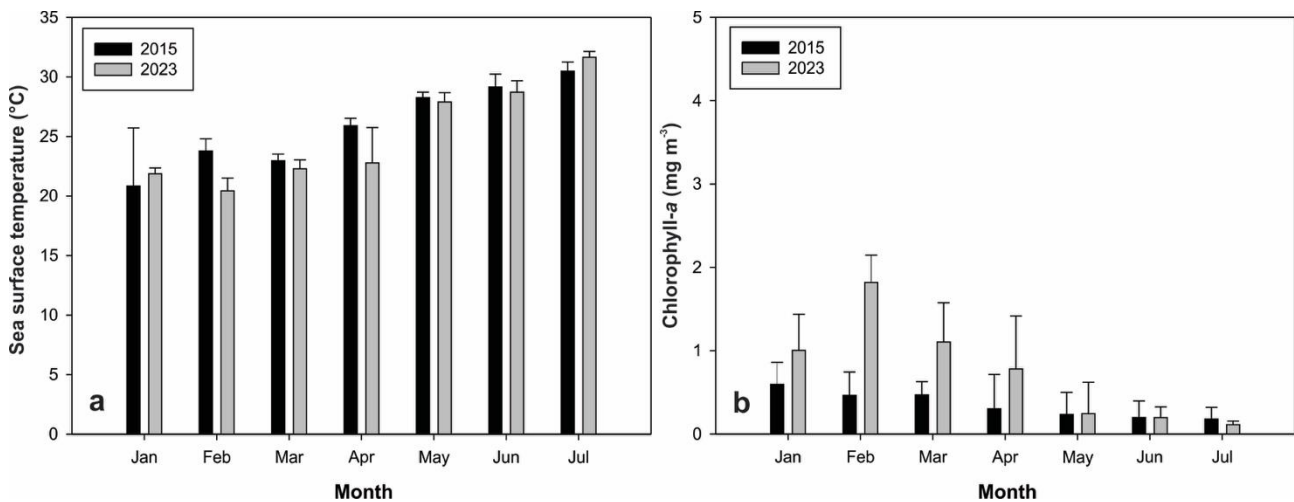 Sea surface temperature (°C)
35
30
25
20
15
10
5
0
2015
2023
a
Jan Feb Mar Apr May Jun Jul
Month
Chlorophyll-a (mg m-3)
5
4
3
2
1
0
2015
2023
b
Jan Feb Mar Apr May Jun Jul
Month